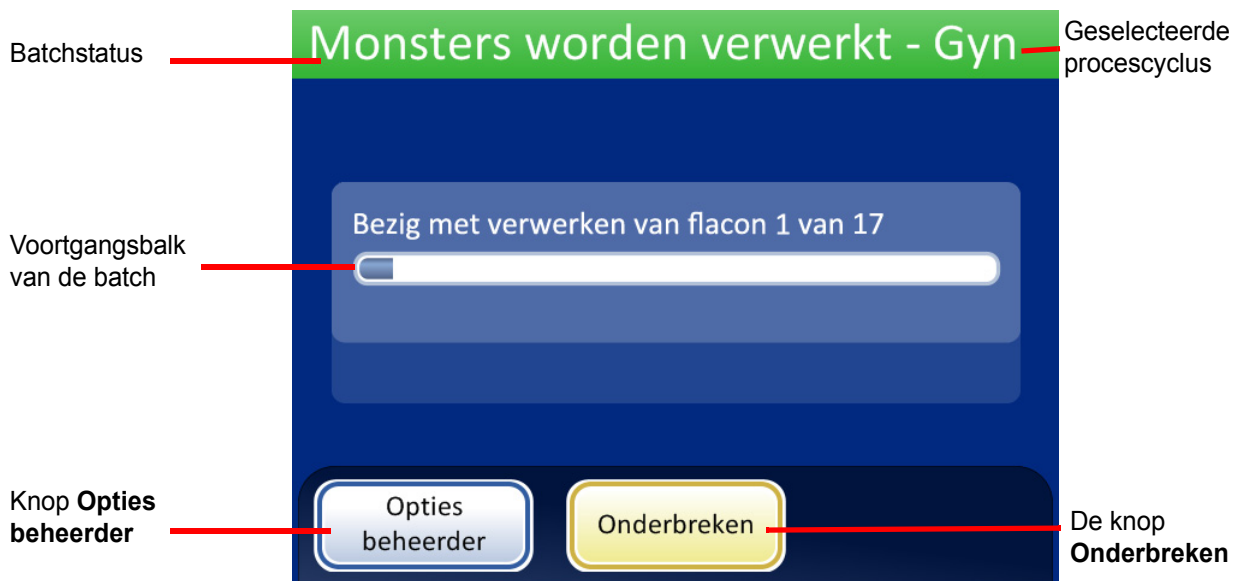 Batchstatus
Monsters worden verwerkt - Gyn
Geselecteerde
procescyclus
Voortgangsbalk
van de batch
Bezig met verwerken van flacon 1 van 17
Knop Opties
beheerder
Opties
beheerder
Onderbreken
De knop
Onderbreken